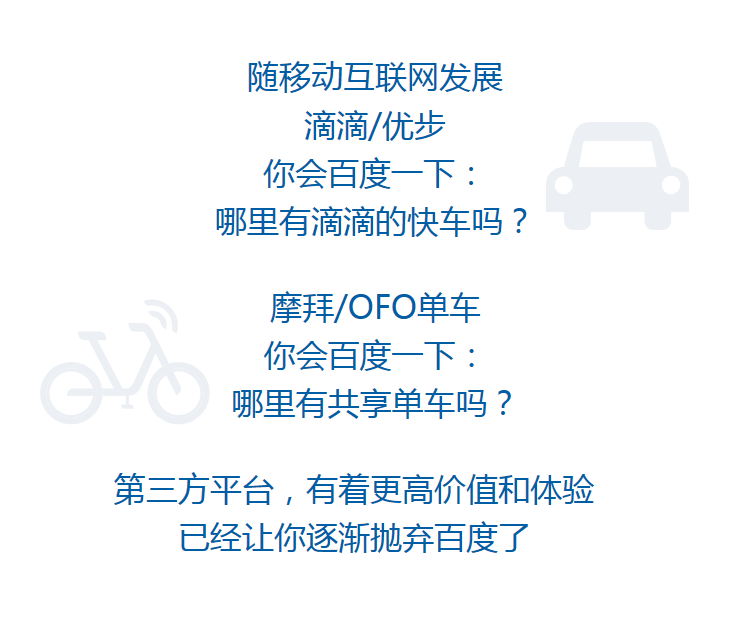 随移动互联网发展
滴滴/优步
你会百度一下：
哪里有滴滴的快车吗？
摩拜/OFO单车
你会百度一下：
哪里有共享单车吗？
第三方平台，有着更高价值和体验
已经让你逐渐抛弃百度了